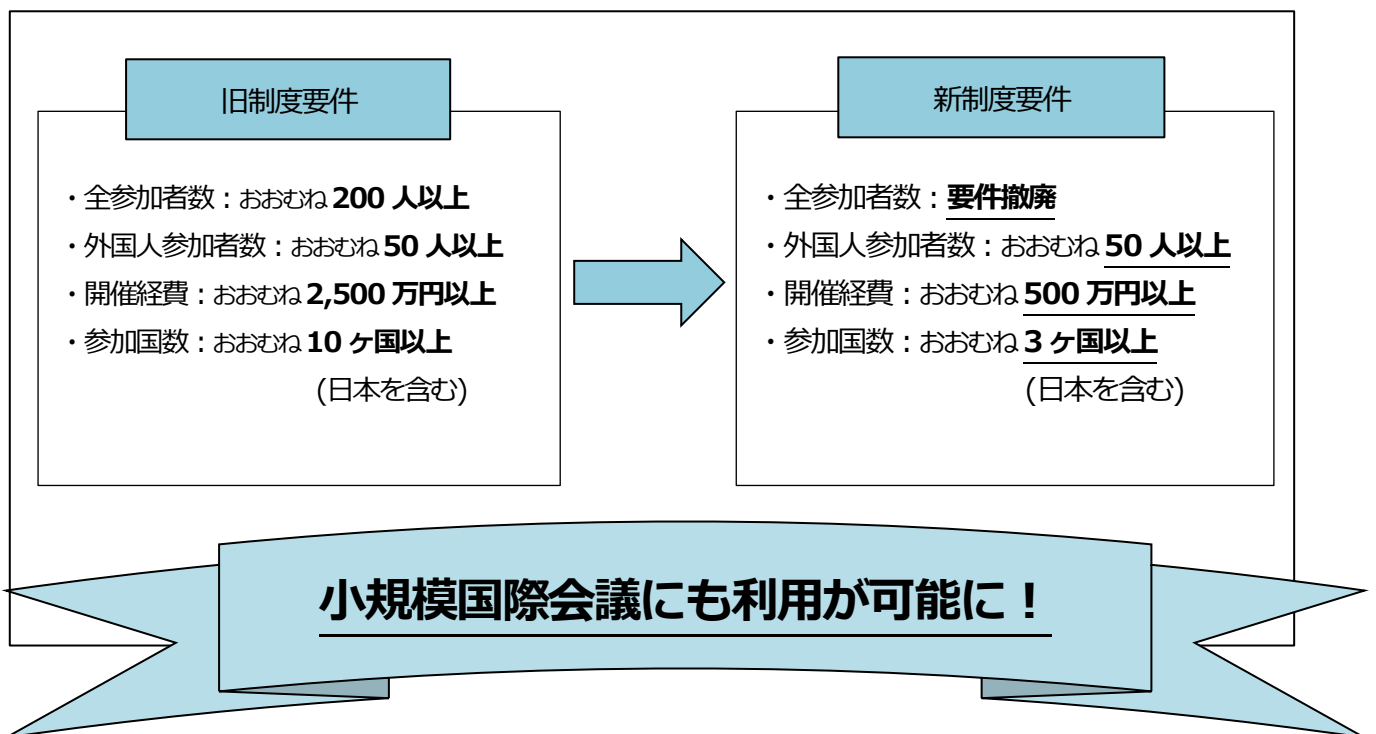 旧制度要件
・全参加者数：おおむね 200 人以上
・外国人参加者数：おおむね 50 人以上
・開催経費：おおむね 2,500 万円以上
・参加国数：おおむね 10 ヶ国以上
(日本を含む)
新制度要件
・全参加者数：要件撤廃
・外国人参加者数：おおむね 50 人以上
・開催経費：おおむね 500 万円以上
・参加国数：おおむね 3 ヶ国以上
(日本を含む)
小規模国際会議にも利用が可能に！